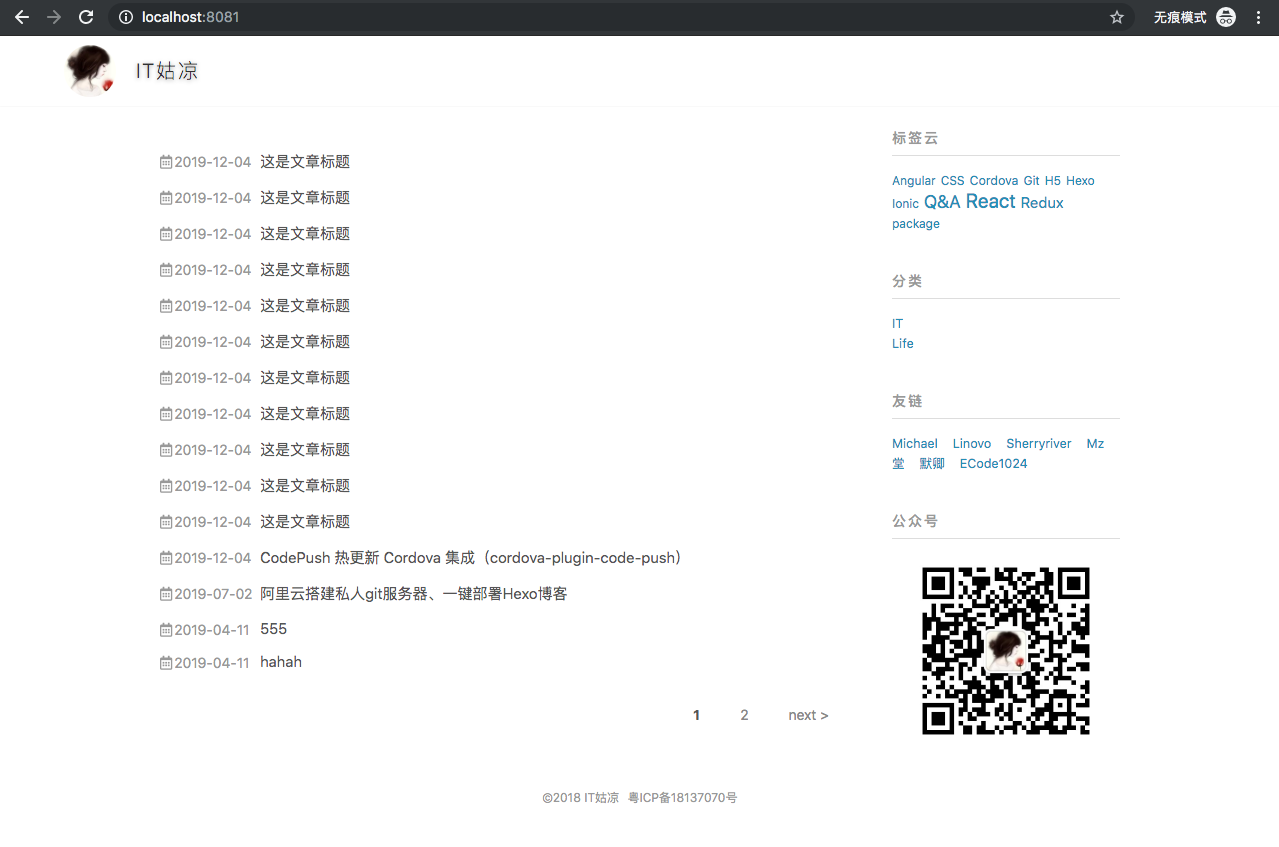 localhost:8081
无痕模式
IT姑凉
2019-12-04 这是文章标题
2019-12-04 这是文章标题
2019-12-04 这是文章标题
2019-12-04 这是文章标题
2019-12-04 这是文章标题
2019-12-04 这是文章标题
2019-12-04 这是文章标题
2019-12-04 这是文章标题
2019-12-04 这是文章标题
2019-12-04 这是文章标题
2019-12-04 这是文章标题
2019-12-04 CodePush 热更新 Cordova 集成（cordova-plugin-code-push）
2019-07-02 阿里云搭建私人git服务器、一键部署Hexo博客
2019-04-11 555
2019-04-11 hahah
1 2 next >
标签云
Angular CSS Cordova Git H5 Hexo
Ionic Q&A React Redux
package
分类
IT
Life
友链
Michael Linovo Sherryriver Mz
堂 默卿 ECode1024
公众号
©2018 IT姑凉 粤ICP备18137070号